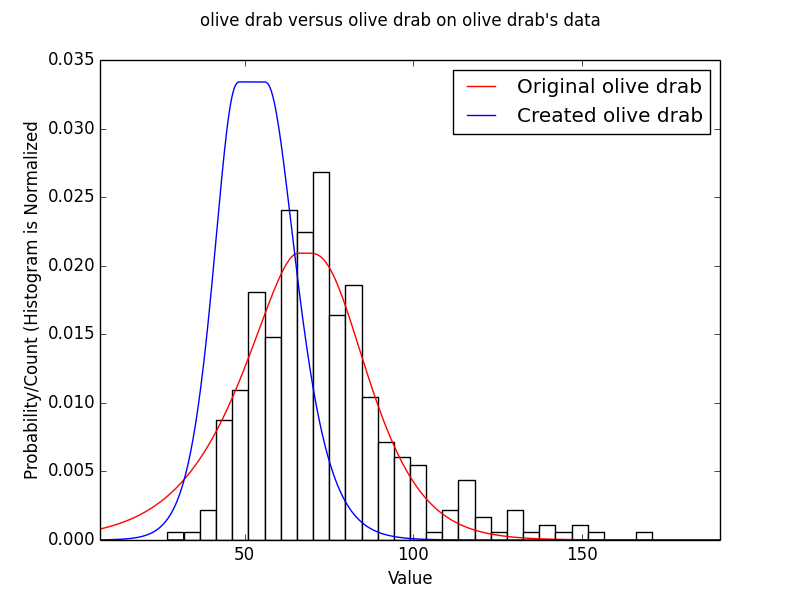 olive drab versus olive drab on olive drab's data
0.035
0.030
0.025
0.020
0.015
0.010
0.005
0.000
Probability/Count (Histogram is Normalized
Original olive drab
Created olive drab
50
100
150
Value